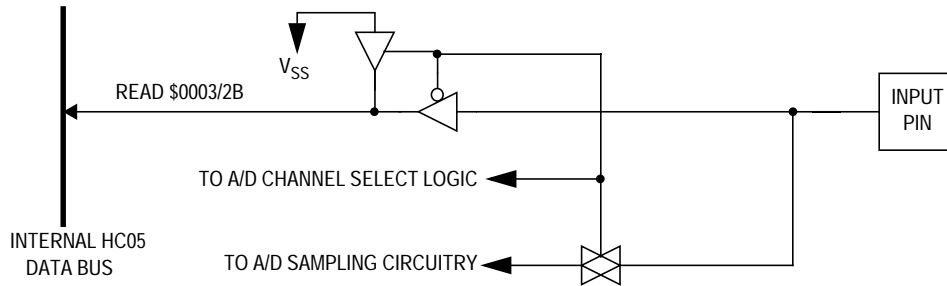 V_SS
READ $0003/2B
INPUT
PIN
TO A/D CHANNEL SELECT LOGIC
INTERNAL HC05
DATA BUS
TO A/D SAMPLING CIRCUITRY